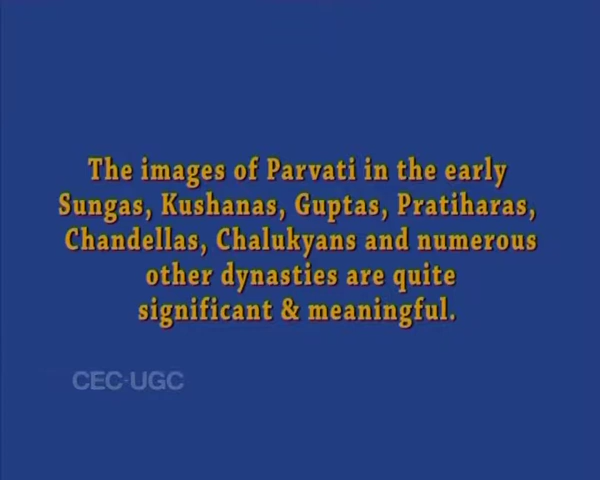 The images of Parvati in the early
Sungas, Kushanas, Guptas, Pratiharas,
Chandellas, Chalukyans and numerous
other dynasties are quite
significant & meaningful.
CEC-UGC